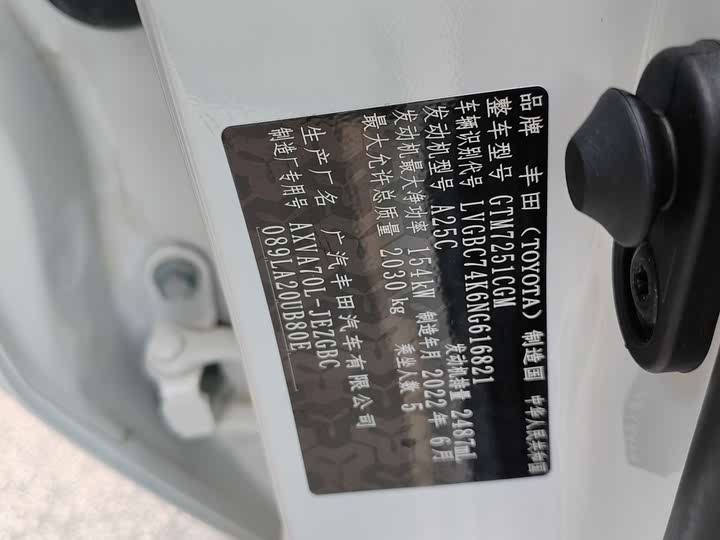 品牌 丰田（TOYOTA） 制造国 中华人民共和国
整车型号 GTM7251CGM
车辆识别代号 LVGBC74K6NG616821
发动机型号 A25C 发动机排量 2487ml
发动机最大净功率 154kW 制造年月 2022年6月
最大允许总质量 2030 kg 乘坐人数 5
生产厂名 广汽丰田汽车有限公司
制造厂专用号 AXVA70L-JEZGBC
089LA20UB80E